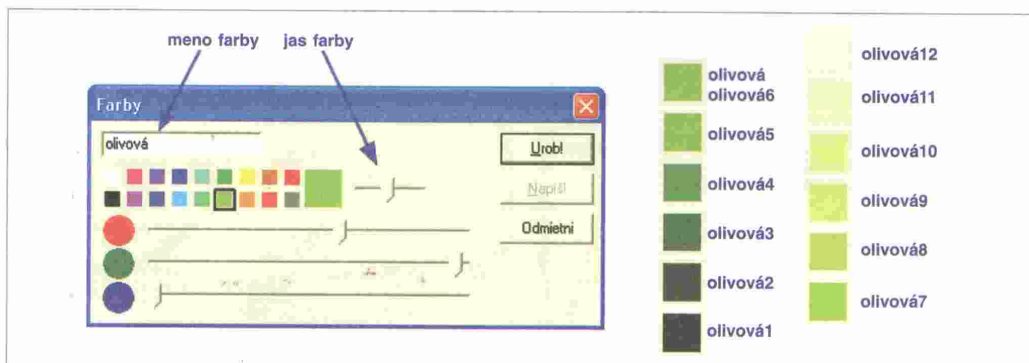 meno farby
jas farby
Farby
olivová
Urob!
Napíš!
Odmietni
olivová
olivová6
olivová5
olivová4
olivová3
olivová2
olivová1
olivová12
olivová11
olivová10
olivová9
olivová8
olivová7